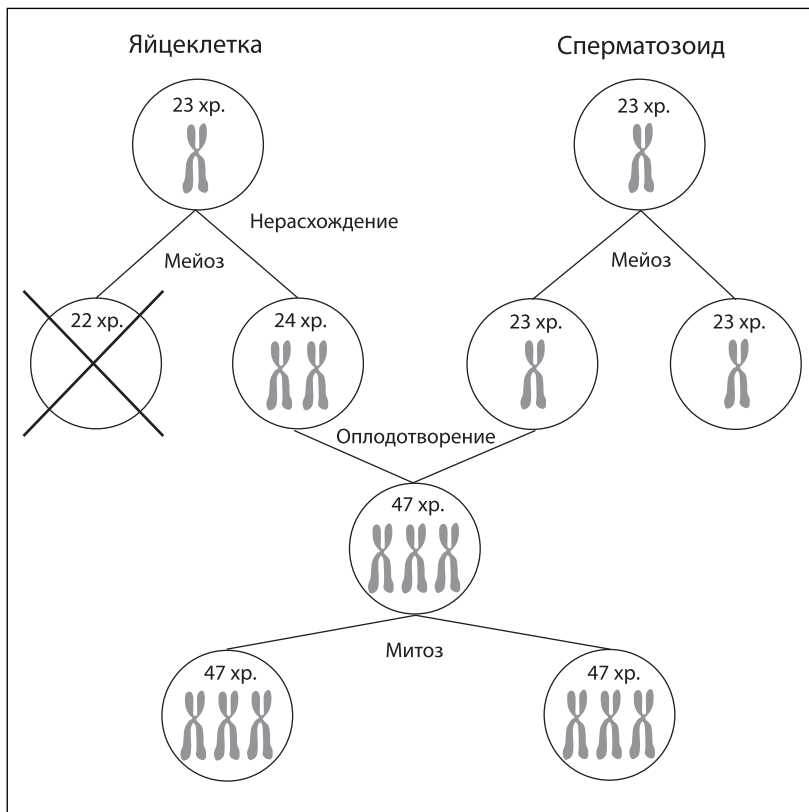 Яйцеклетка
Сперматозоид
23 хр.
23 хр.
Нерасхождение
Мейоз
Мейоз
22 хр.
24 хр.
23 хр.
23 хр.
Оплодотворение
47 хр.
Митоз
47 хр.
47 хр.